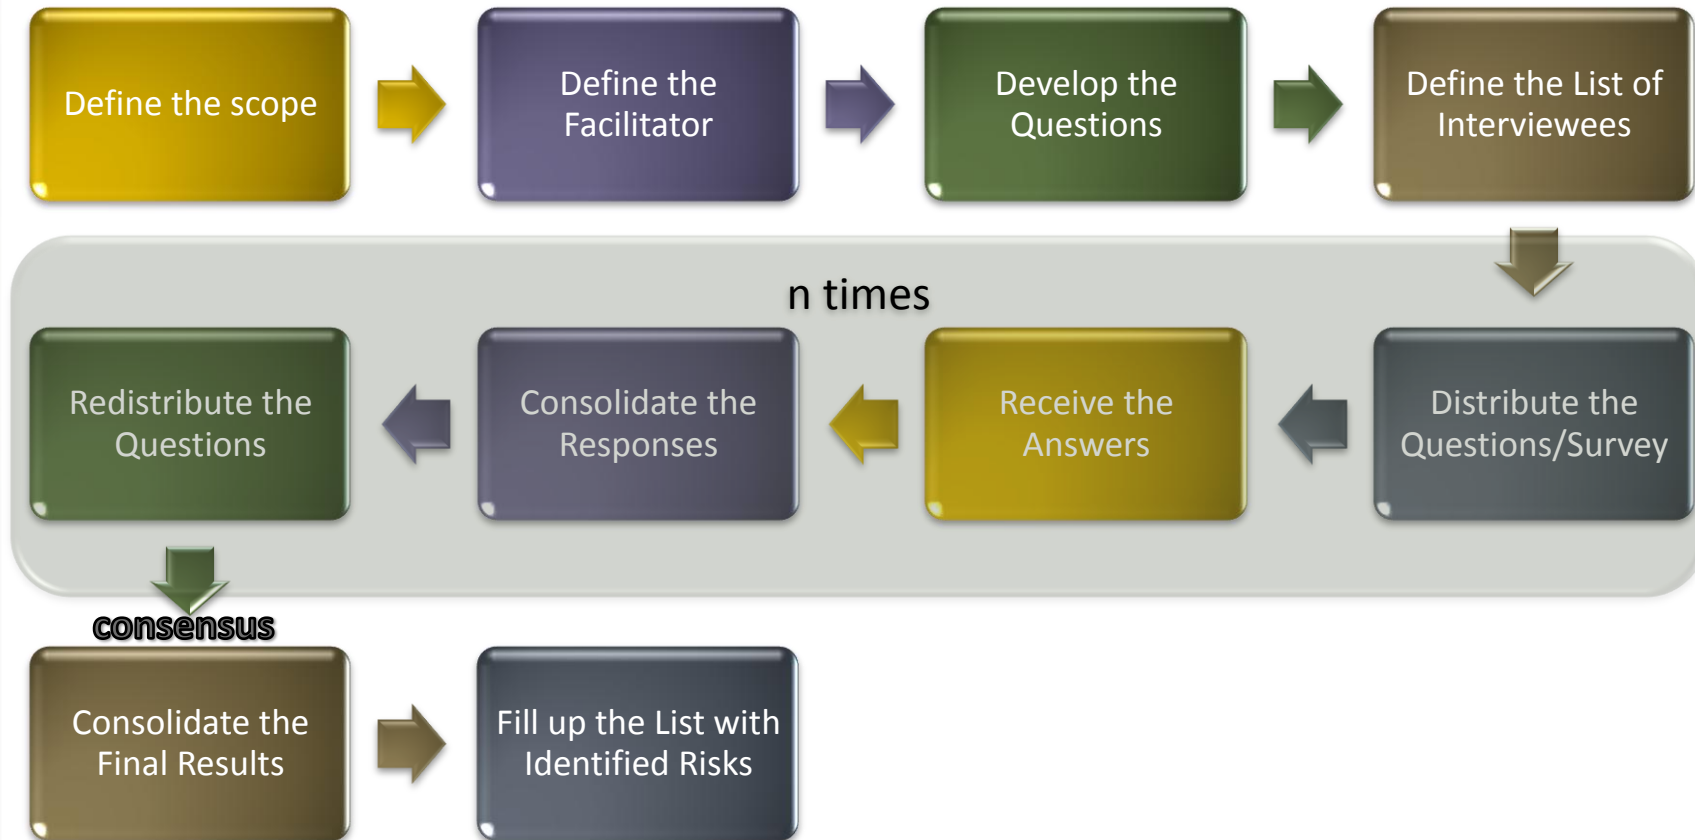 Define the scope
Define the
Facilitator
Develop the
Questions
Define the List of
Interviewees
n times
Distribute the
Questions/Survey
Receive the
Answers
Consolidate the
Responses
Redistribute the
Questions
consensus
Consolidate the
Final Results
Fill up the List with
Identified Risks